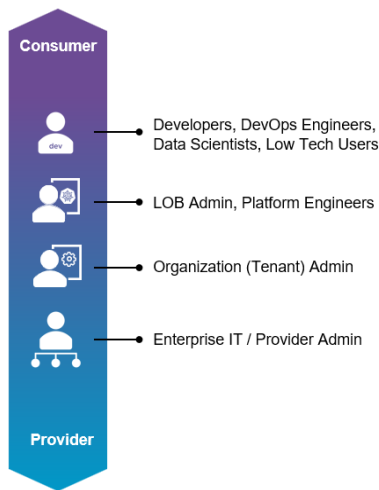 Consumer
dev
Developers, DevOps Engineers,
Data Scientists, Low Tech Users
LOB Admin, Platform Engineers
Organization (Tenant) Admin
Enterprise IT / Provider Admin
Provider